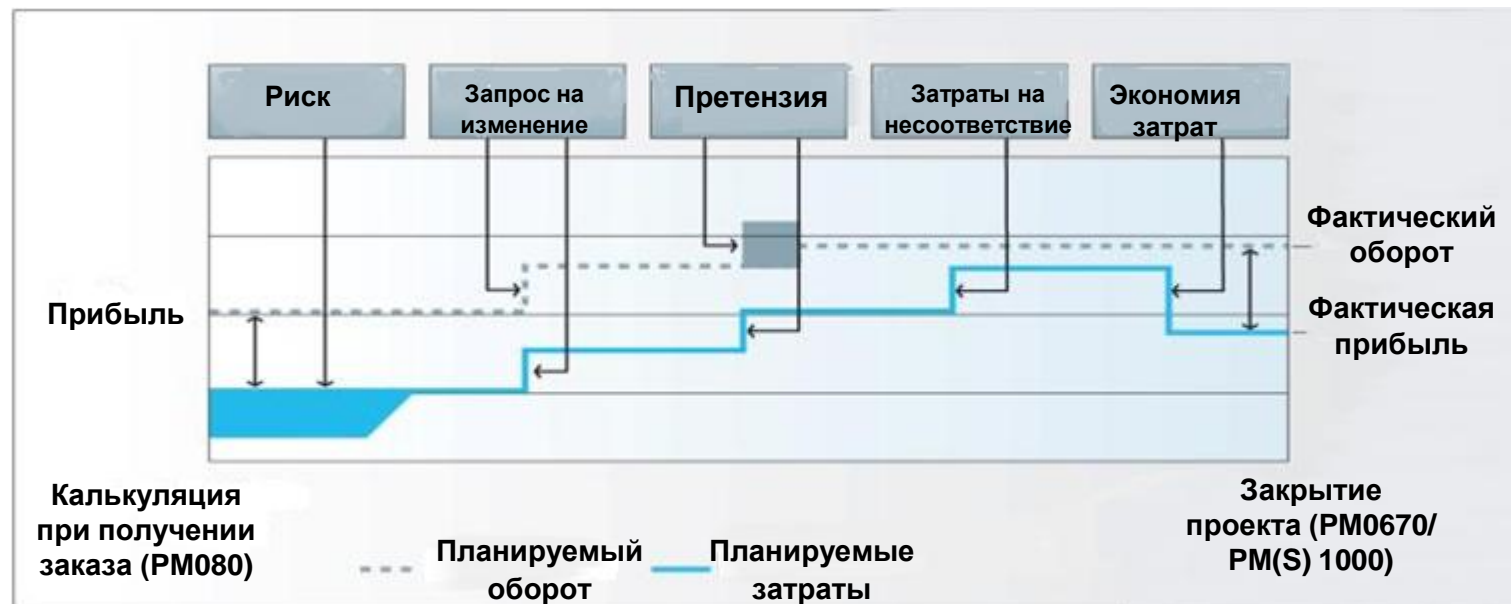 Риск
Запрос на
изменение
Претензия
Затраты на
несоответствие
Экономия
затрат
Прибыль
Фактический
оборот
Фактическая
прибыль
Калькуляция
при получении
заказа (PM080)
Планируемый
оборот
Планируемые
затраты
Закрытие
проекта (PM0670/
PM(S) 1000)